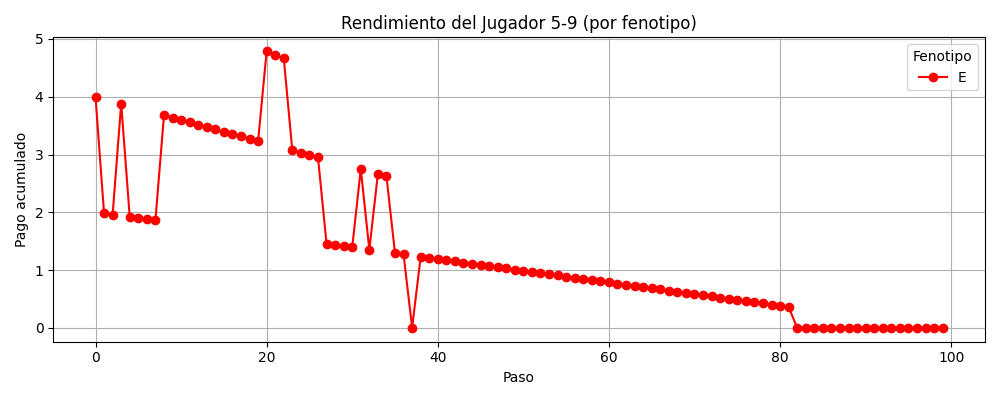 Rendimiento del Jugador 5-9 (por fenotipo)
Fenotipo
E
Pago acumulado
5
4
3
2
1
0
0
20
40
60
80
100
Paso